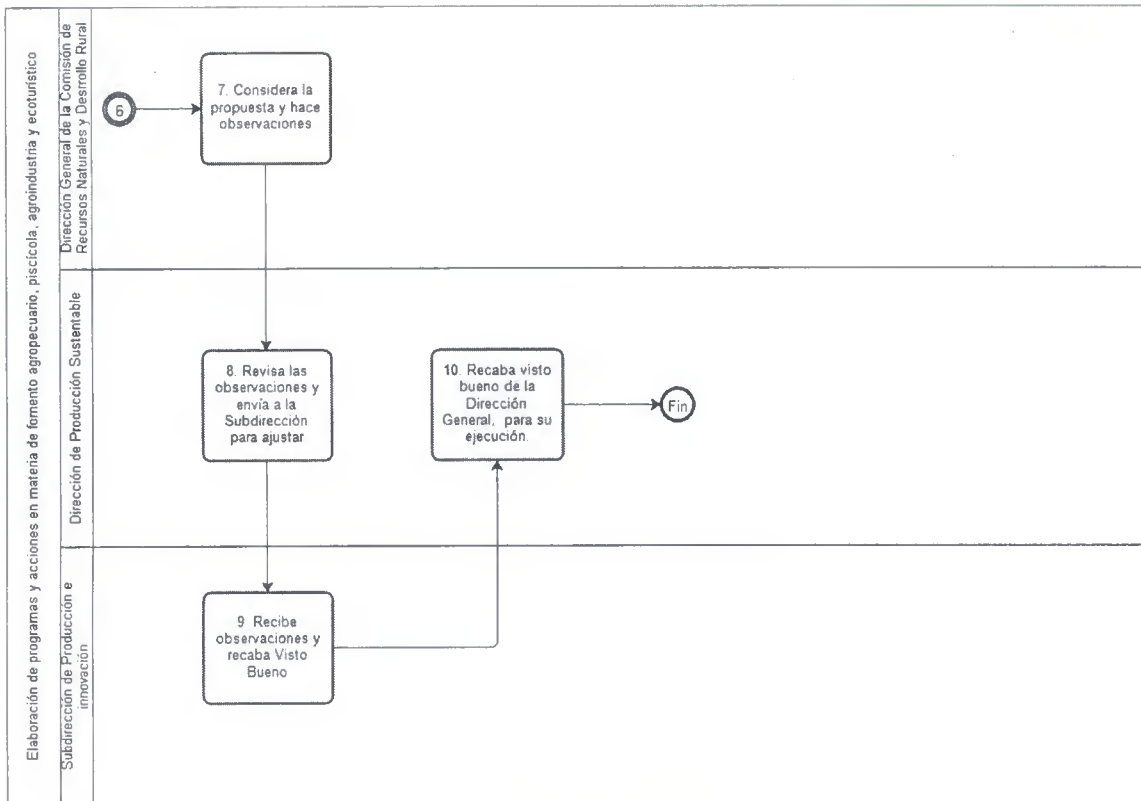 Elaboración de programas y acciones en materia de fomento agropecuario, piscícola, agroindustria y ecoturístico
Dirección General de la Comisión de
Recursos Naturales y Desrrollo Rural
6
7. Considera la
propuesta y hace
observaciones
Dirección de Producción Sustentable
8. Revisa las
observaciones y
envía a la
Subdirección
para ajustar
10. Recaba visto
bueno de la
Dirección
General, para su
ejecución.
Fin
Subdirección de Producción e
innovación
9 Recibe
observaciones y
recaba Visto
Bueno